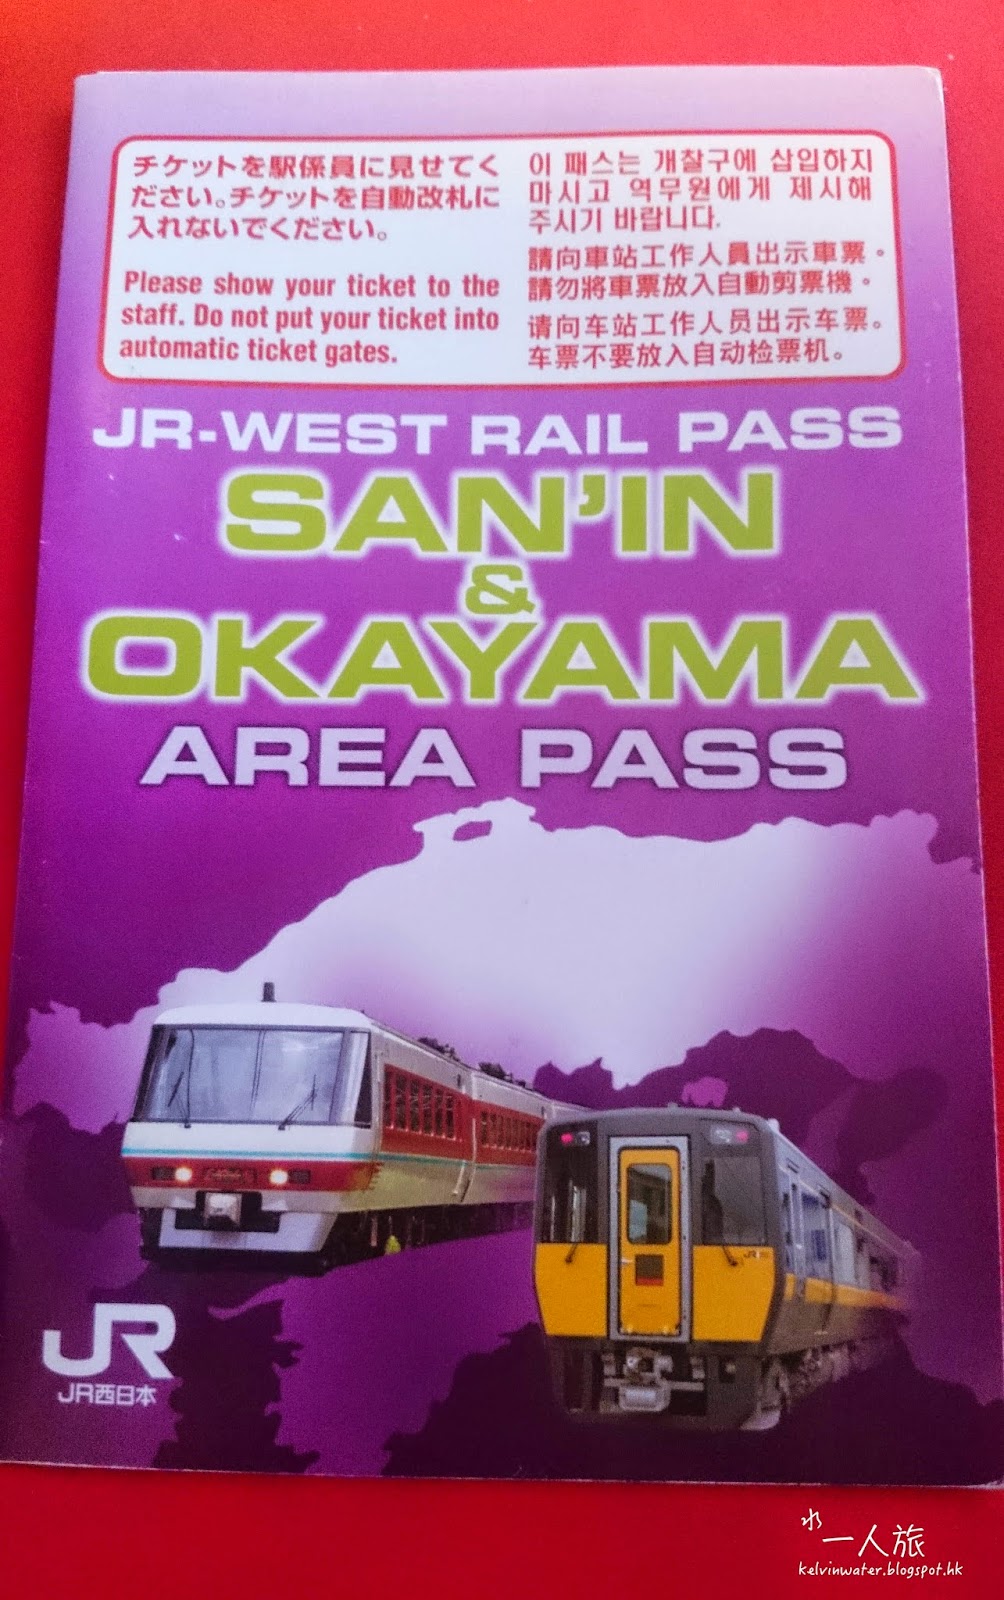 チケットを駅係員に見せてく
ださい。チケットを自動改札に
入れないでください。
Please show your ticket to the
staff. Do not put your ticket into
automatic ticket gates.
이 패스는 개찰구에 삽입하지
마시고 역무원에게 제시해
주시기 바랍니다.
請向車站工作人員出示車票。
請勿將車票放入自動剪票機。
请向车站工作人员出示车票。
车票不要放入自动检票机。
JR-WEST RAIL PASS
SAN'IN
&
OKAYAMA
AREA PASS
JR
JR西日本
水
一人旅
kelvinwater.blogspot.hk